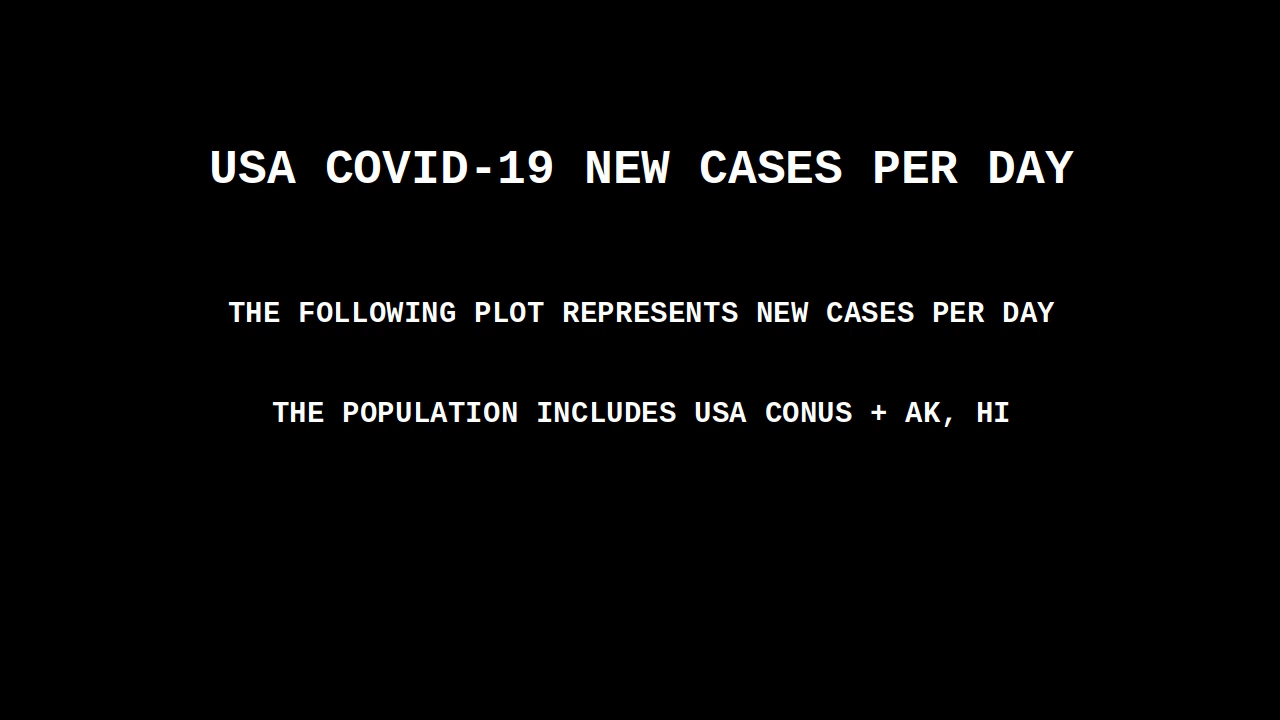 USA COVID-19 NEW CASES PER DAY
THE FOLLOWING PLOT REPRESENTS NEW CASES PER DAY
THE POPULATION INCLUDES USA CONUS + AK, HI